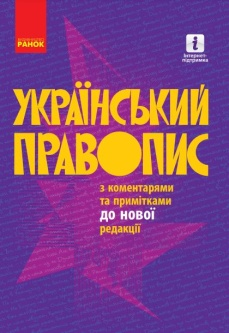 РАНОК
і
Інтернет-
підтримка
УКРАЇНСЬКИЙ
ПРАВОПИС
з коментарями
та примітками
до нової
редакції